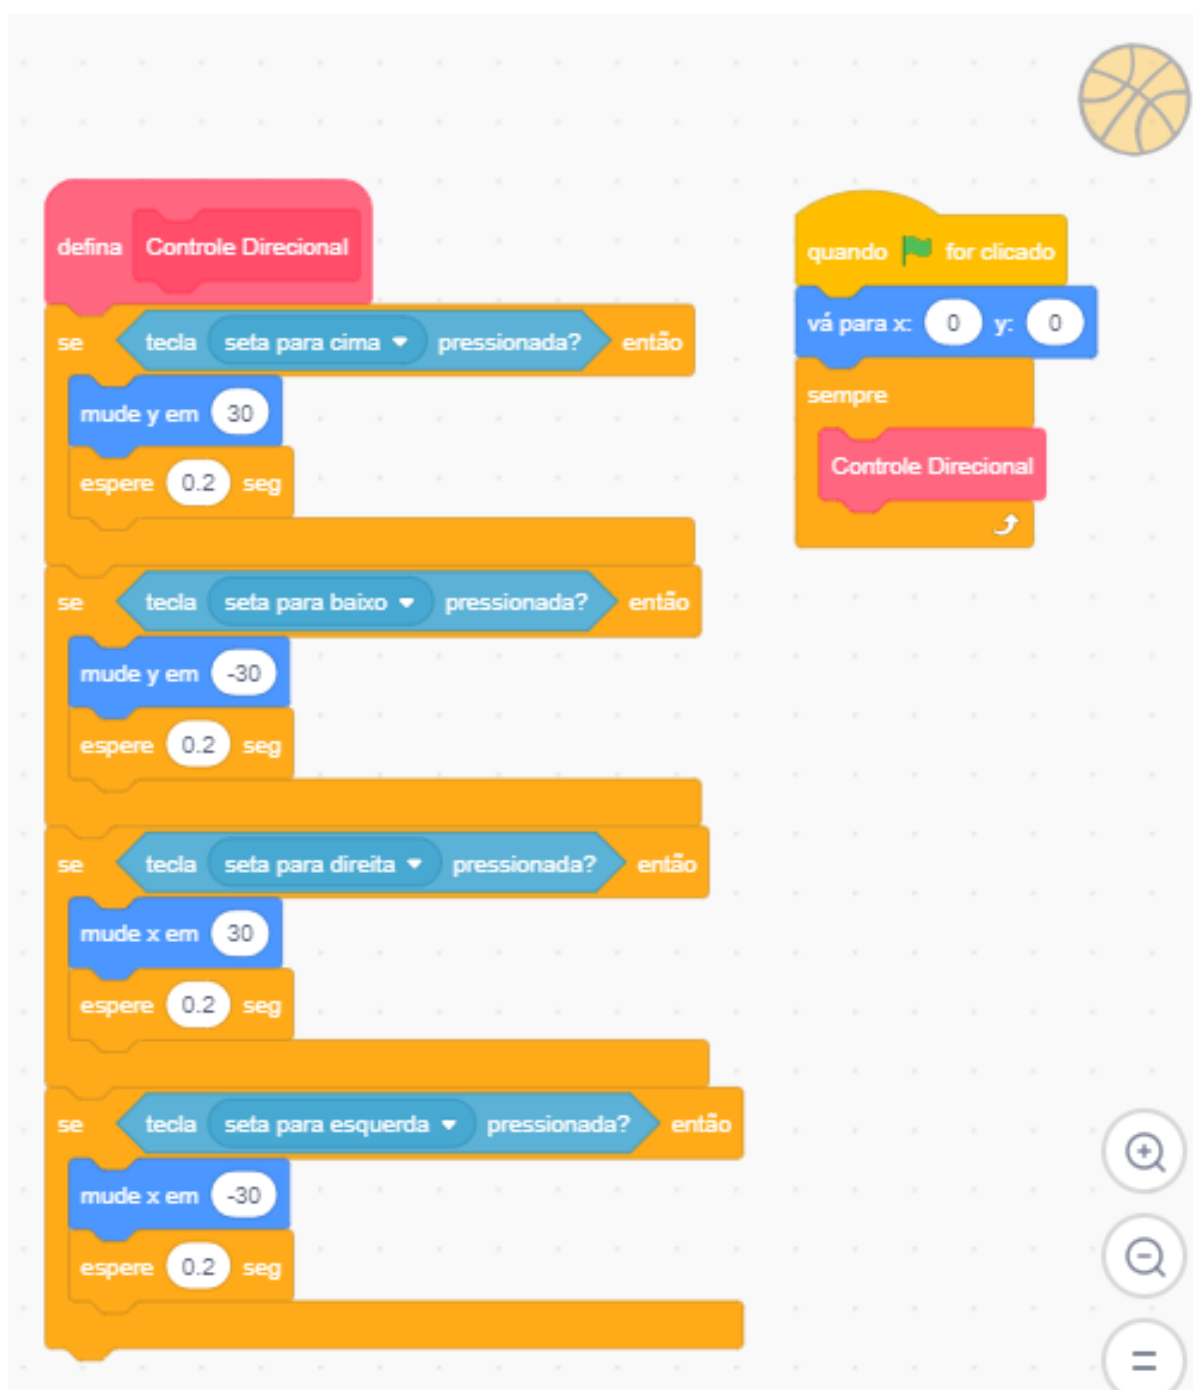 defina Controle Direcional
se tecla seta para cima pressionada? então
mude y em 30
espere 0.2 seg
se tecla seta para baixo pressionada? então
mude y em -30
espere 0.2 seg
se tecla seta para direita pressionada? então
mude x em 30
espere 0.2 seg
se tecla seta para esquerda pressionada? então
mude x em -30
espere 0.2 seg
quando for clicado
vá para x: 0 y: 0
sempre
Controle Direcional